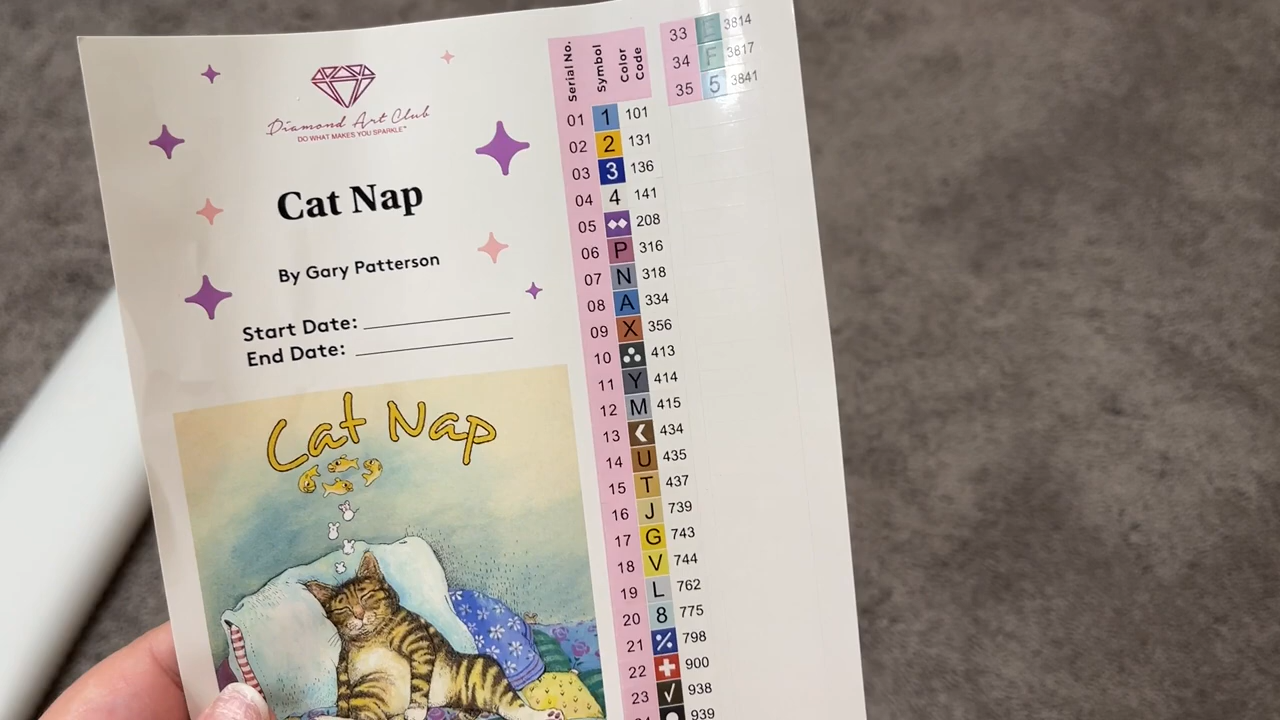 Diamond Art Club
DO WHAT MAKES YOU SPARKLE™
Cat Nap
By Gary Patterson
Start Date:
End Date:
Cat Nap
Serial No. Symbol Color Code
01 1 101
02 2 131
03 3 136
04 4 141
05 208
06 P 316
07 N 318
08 A 334
09 X 356
10 413
11 Y 414
12 M 415
13 434
14 U 435
15 T 437
16 J 739
17 G 743
18 V 744
19 L 762
20 8 775
21 % 798
22 + 900
23 √ 938
939
33 E 3814
34 F 3817
35 5 3841